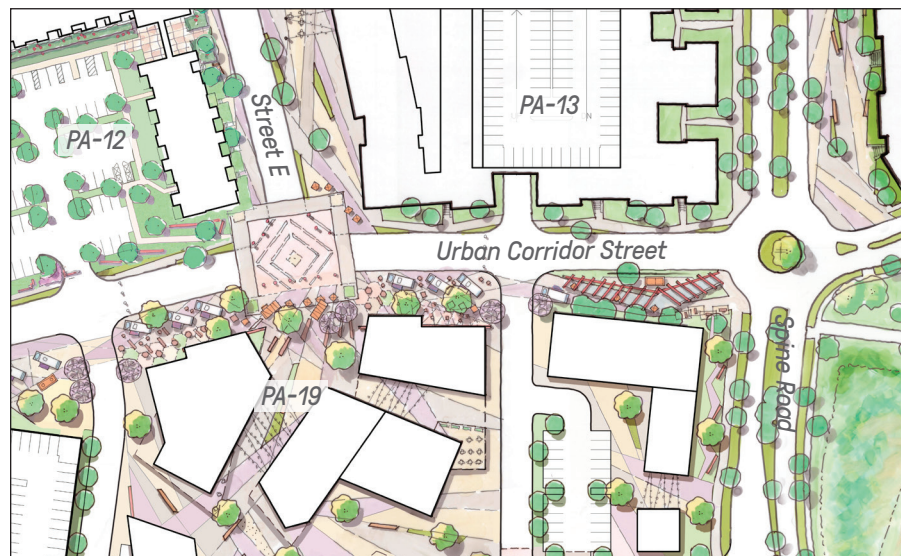 PA-12
Street E
PA-13
Urban Corridor Street
PA-19
Spine Road